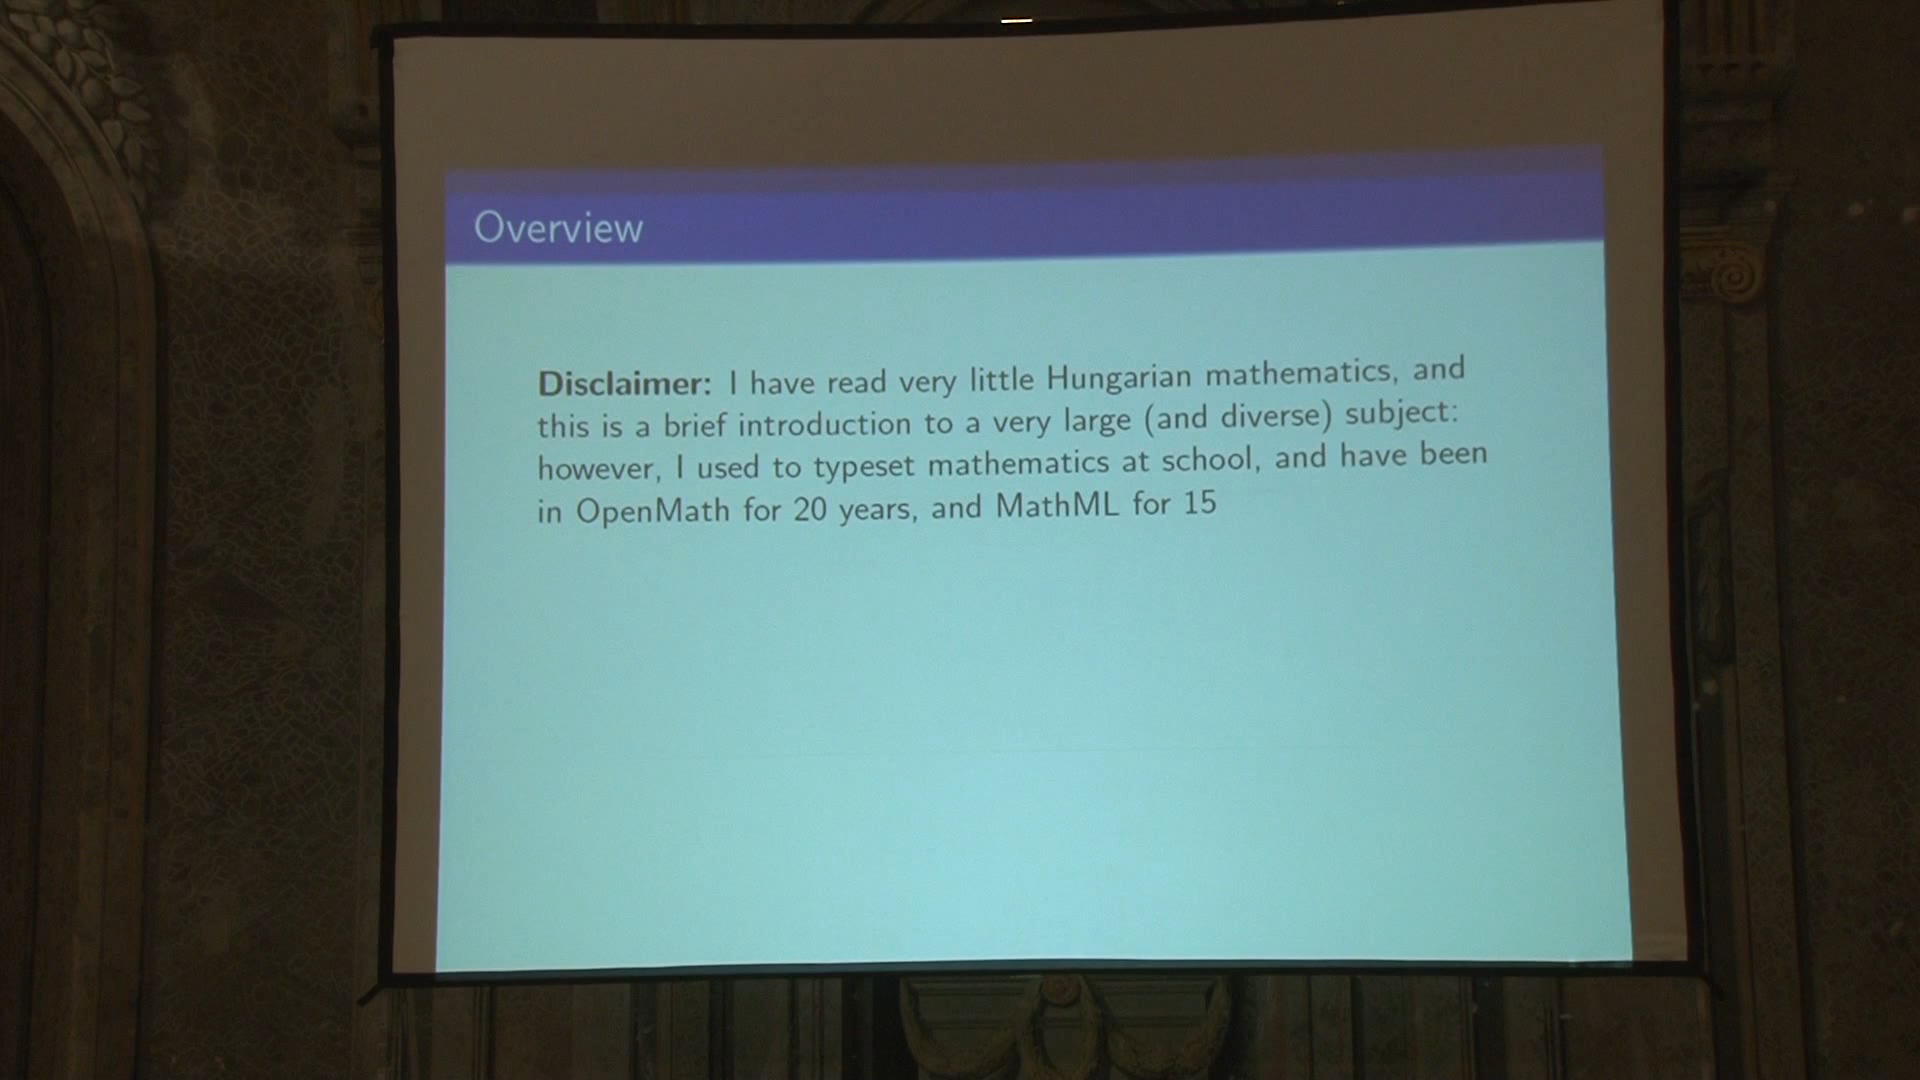 Overview
Disclaimer: I have read very little Hungarian mathematics, and
this is a brief introduction to a very large (and diverse) subject:
however, I used to typeset mathematics at school, and have been
in OpenMath for 20 years, and MathML for 15